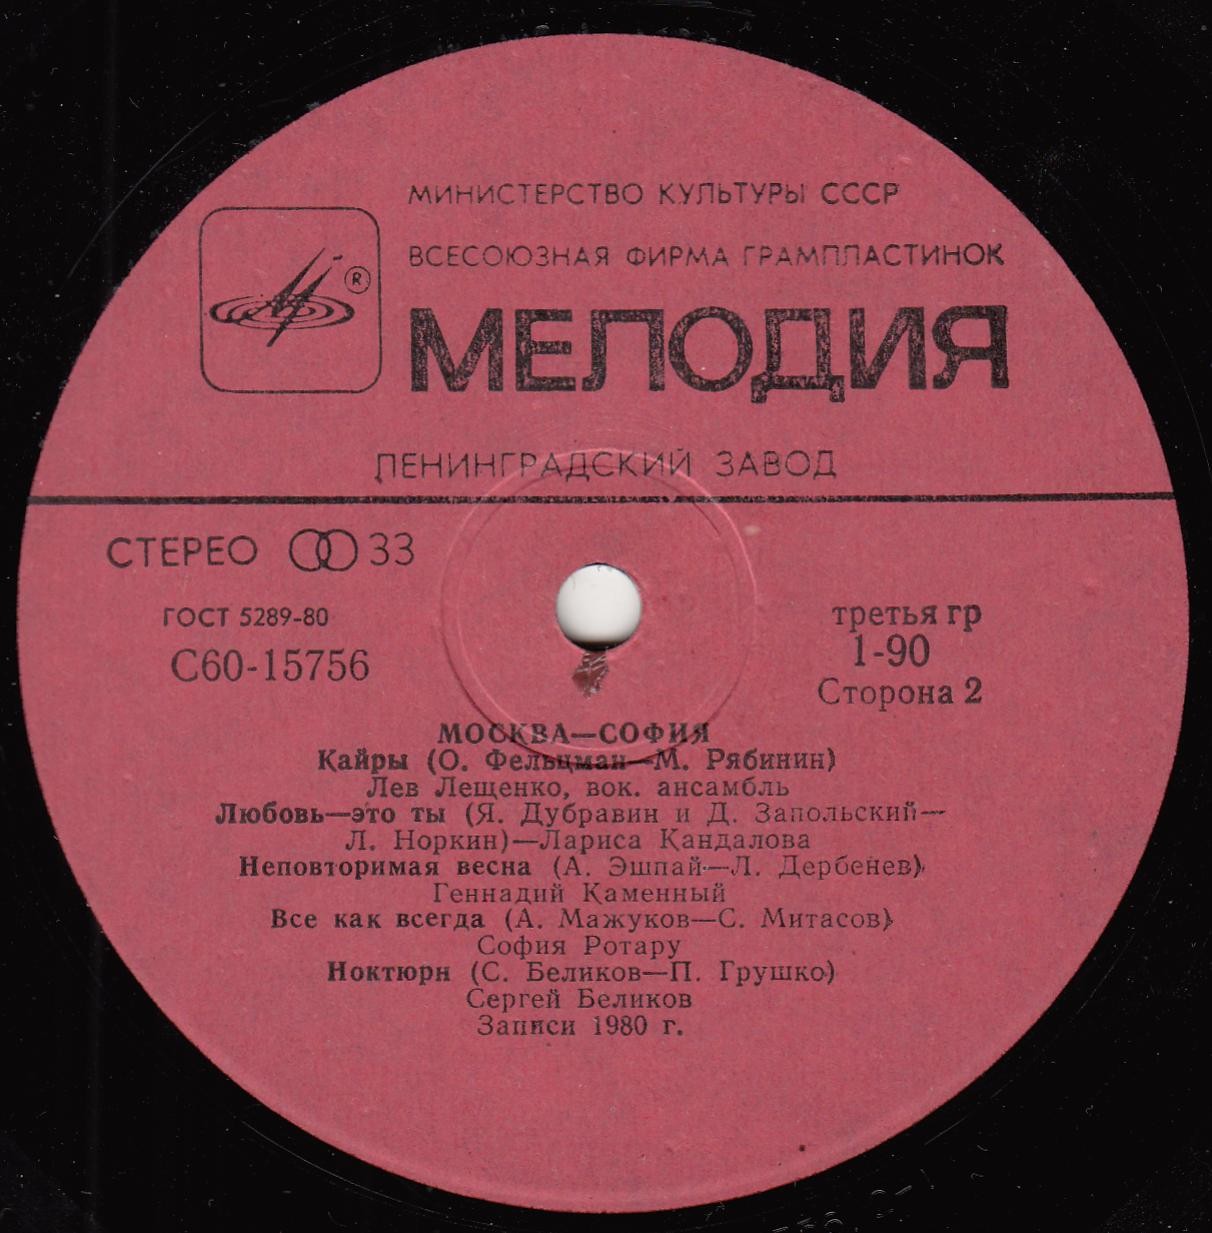 МИНИСТЕРСТВО КУЛЬТУРЫ СССР
ВСЕСОЮЗНАЯ ФИРМА ГРАМПЛАСТИНОК
®
МЕЛОДИЯ
ЛЕНИНГРАДСКИЙ ЗАВОД
СТЕРЕО 33
ГОСТ 5289-80
С60-15756
третья гр
1-90
Сторона 2
МОСКВА—СОФИЯ
Кайры (О. Фельцман—М. Рябинин)
Лев Лещенко, вок. ансамбль
Любовь—это ты (Я. Дубравин и Д. Запольский—
Л. Норкин)—Лариса Кандалова
Неповторимая весна (А. Эшпай—Л. Дербенев)
Геннадий Каменный
Все как всегда (А. Мажуков—С. Митасов)
София Ротару
Ноктюрн (С. Беликов—П. Грушко)
Сергей Беликов
Записи 1980 г.